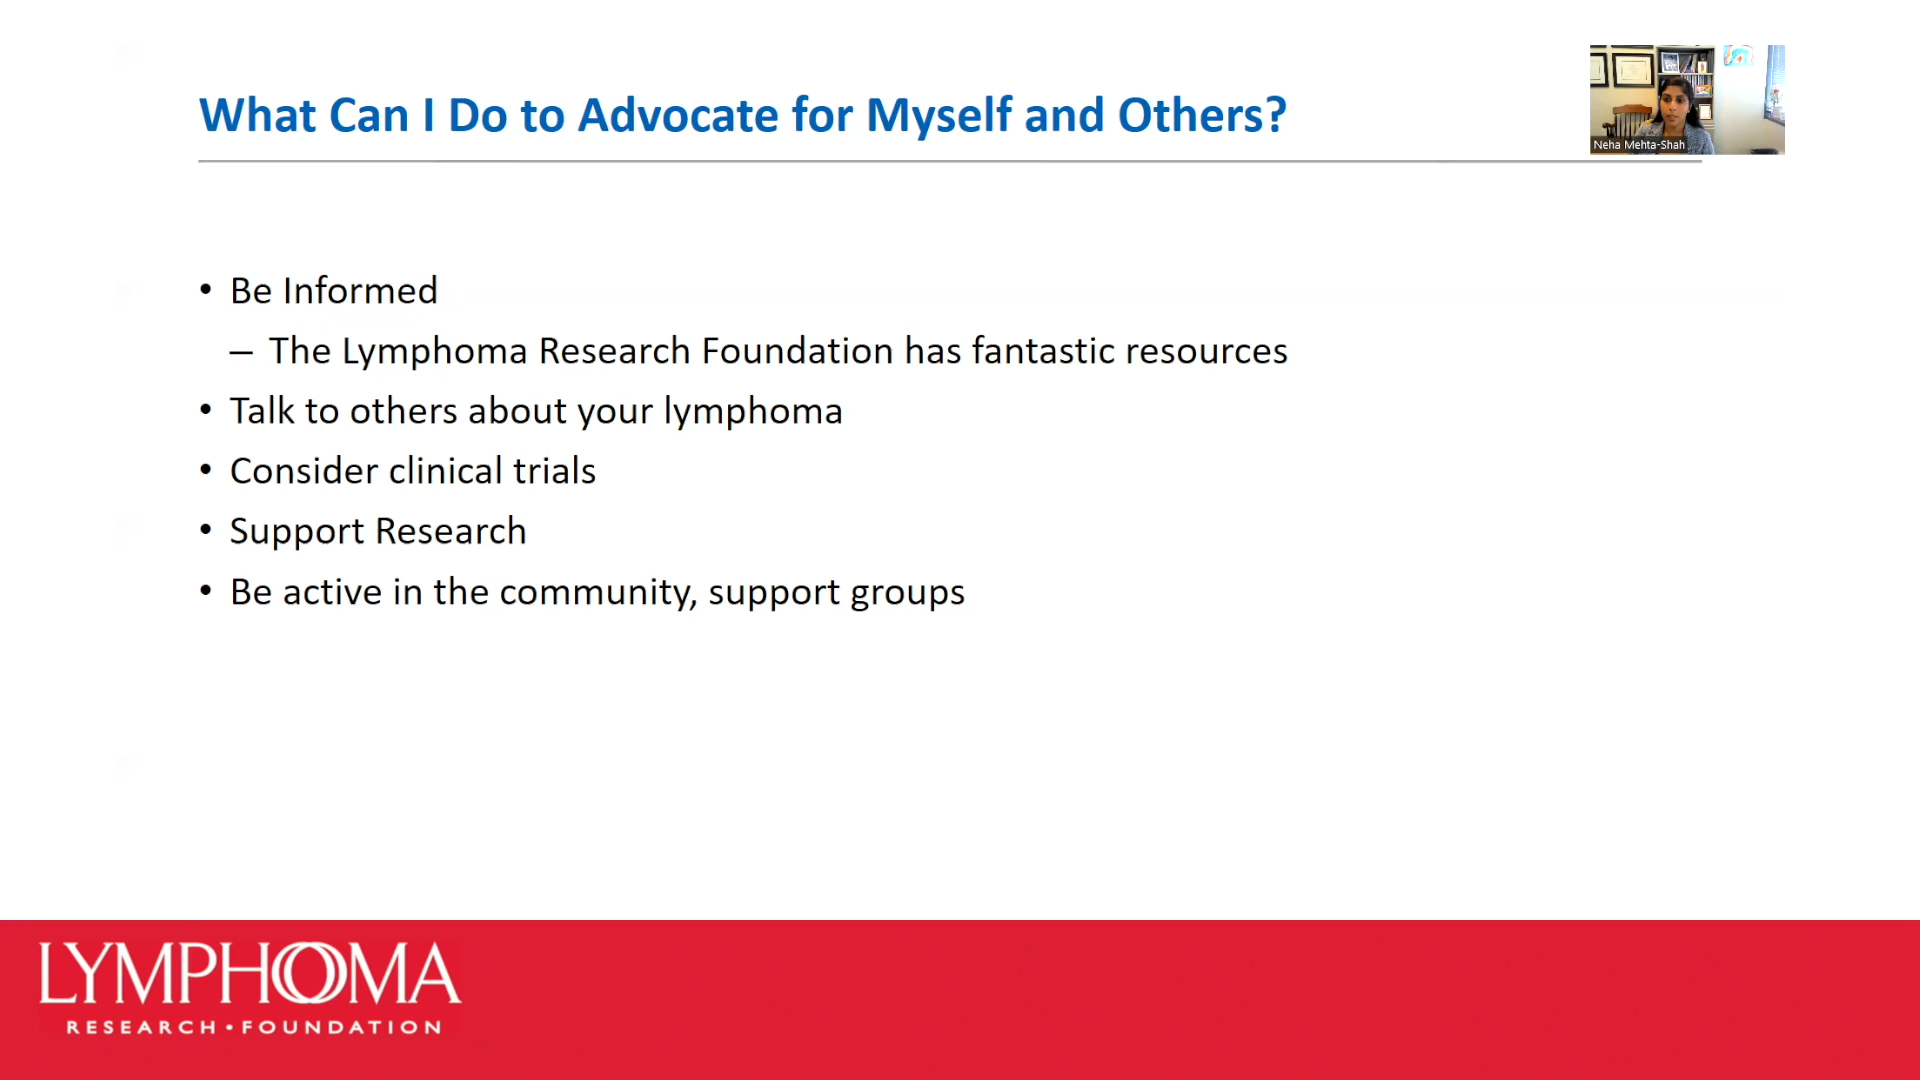 What Can I Do to Advocate for Myself and Others?
Neha Mehta-Shah
• Be Informed
– The Lymphoma Research Foundation has fantastic resources
• Talk to others about your lymphoma
• Consider clinical trials
• Support Research
• Be active in the community, support groups
LYMPHOMA
RESEARCH • FOUNDATION